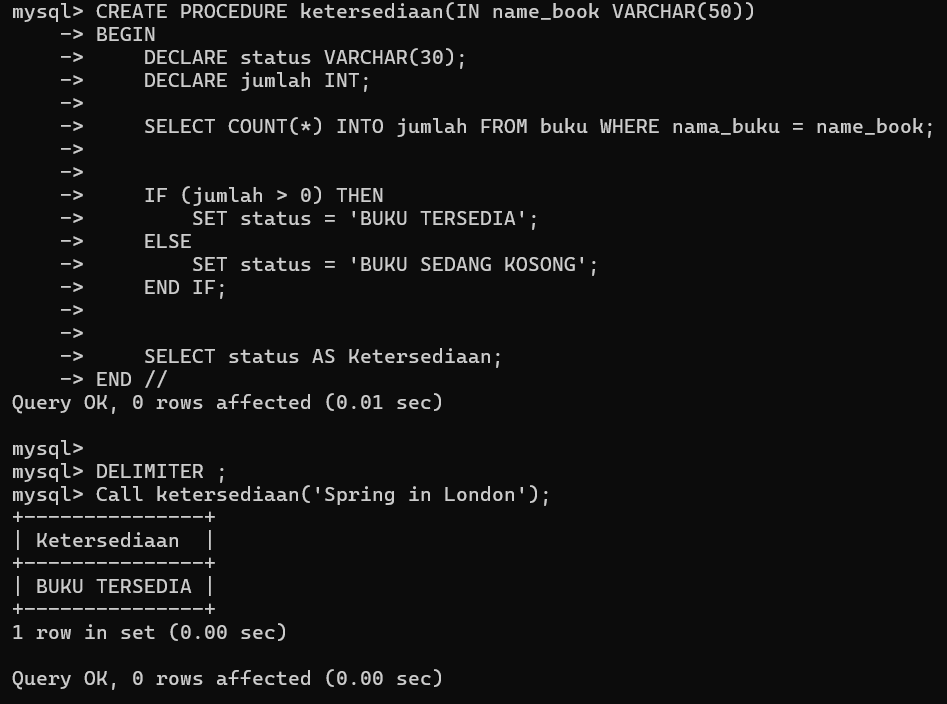 mysql> CREATE PROCEDURE ketersediaan(IN name_book VARCHAR(50))
    -> BEGIN
    ->     DECLARE status VARCHAR(30);
    ->     DECLARE jumlah INT;
    ->
    ->     SELECT COUNT(*) INTO jumlah FROM buku WHERE nama_buku = name_book;
    ->
    ->
    ->     IF (jumlah > 0) THEN
    ->         SET status = 'BUKU TERSEDIA';
    ->     ELSE
    ->         SET status = 'BUKU SEDANG KOSONG';
    ->     END IF;
    ->
    ->
    ->     SELECT status AS Ketersediaan;
    -> END //
Query OK, 0 rows affected (0.01 sec)

mysql>
mysql> DELIMITER ;
mysql> Call ketersediaan('Spring in London');
+---------------+
| Ketersediaan  |
+---------------+
| BUKU TERSEDIA |
+---------------+
1 row in set (0.00 sec)

Query OK, 0 rows affected (0.00 sec)